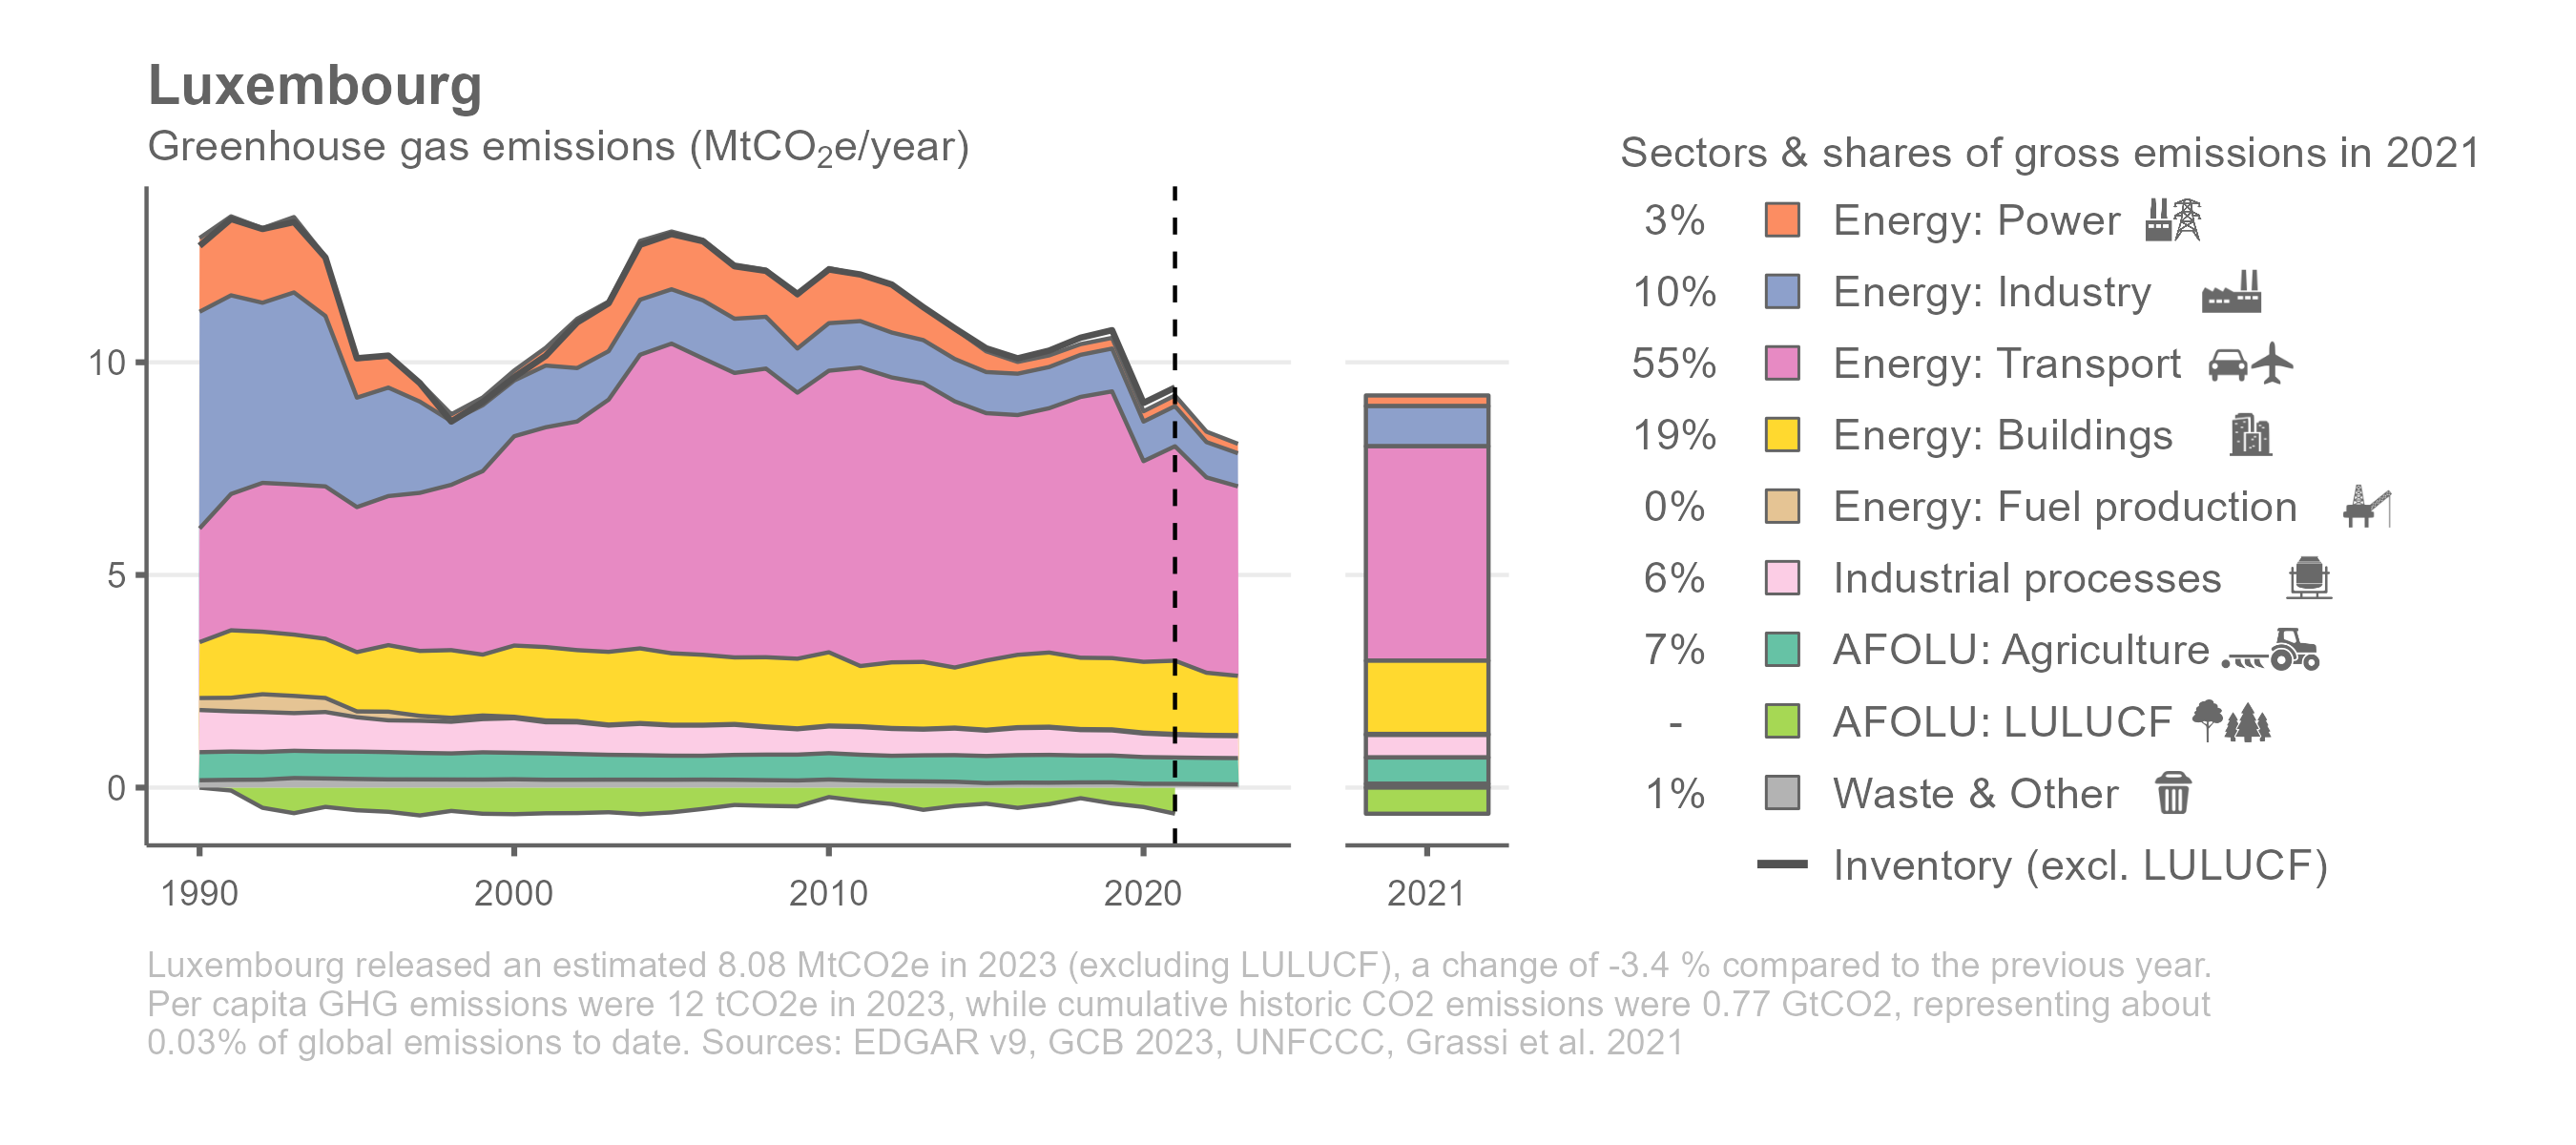 Luxembourg
Greenhouse gas emissions (MtCO₂e/year)
Sectors & shares of gross emissions in 2021
3% Energy: Power
10% Energy: Industry
55% Energy: Transport
19% Energy: Buildings
0% Energy: Fuel production
6% Industrial processes
7% AFOLU: Agriculture
- AFOLU: LULUCF
1% Waste & Other
Inventory (excl. LULUCF)
10
5
0
1990 2000 2010 2020 2021
Luxembourg released an estimated 8.08 MtCO2e in 2023 (excluding LULUCF), a change of -3.4 % compared to the previous year.
Per capita GHG emissions were 12 tCO2e in 2023, while cumulative historic CO2 emissions were 0.77 GtCO2, representing about
0.03% of global emissions to date. Sources: EDGAR v9, GCB 2023, UNFCCC, Grassi et al. 2021